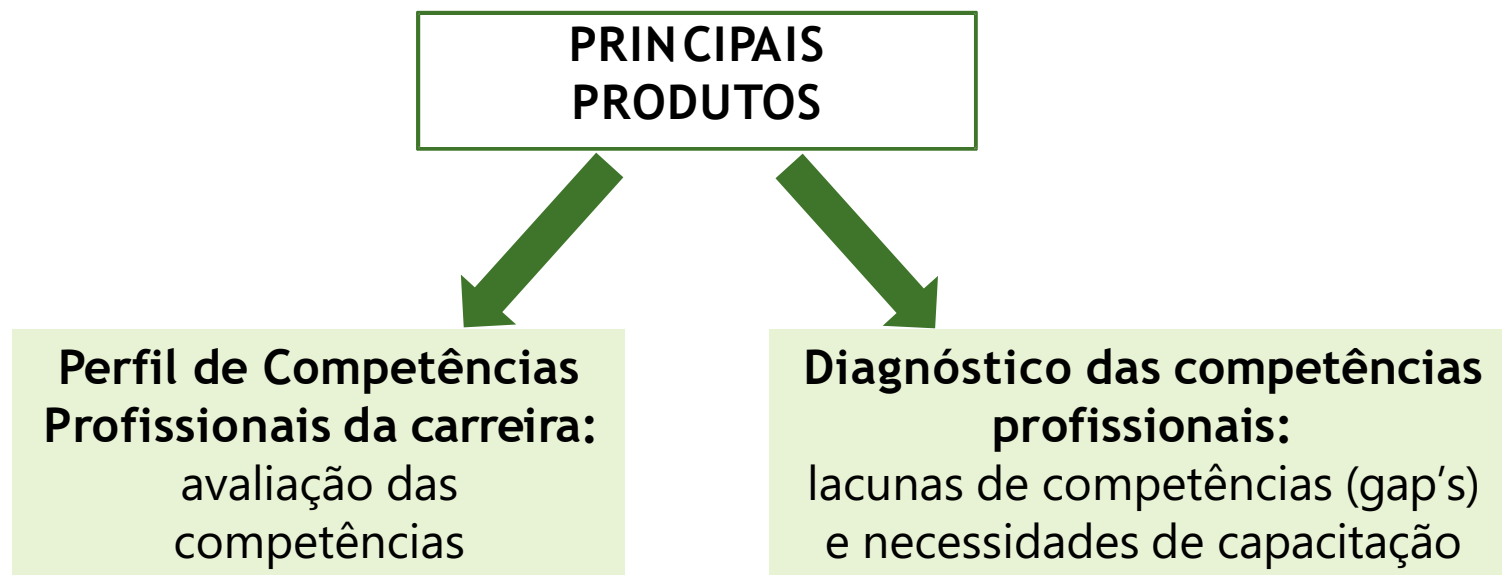 PRINCIPAIS
PRODUTOS
Perfil de Competências
Profissionais da carreira:
avaliação das
competências
Diagnóstico das competências
profissionais:
lacunas de competências (gap’s)
e necessidades de capacitação